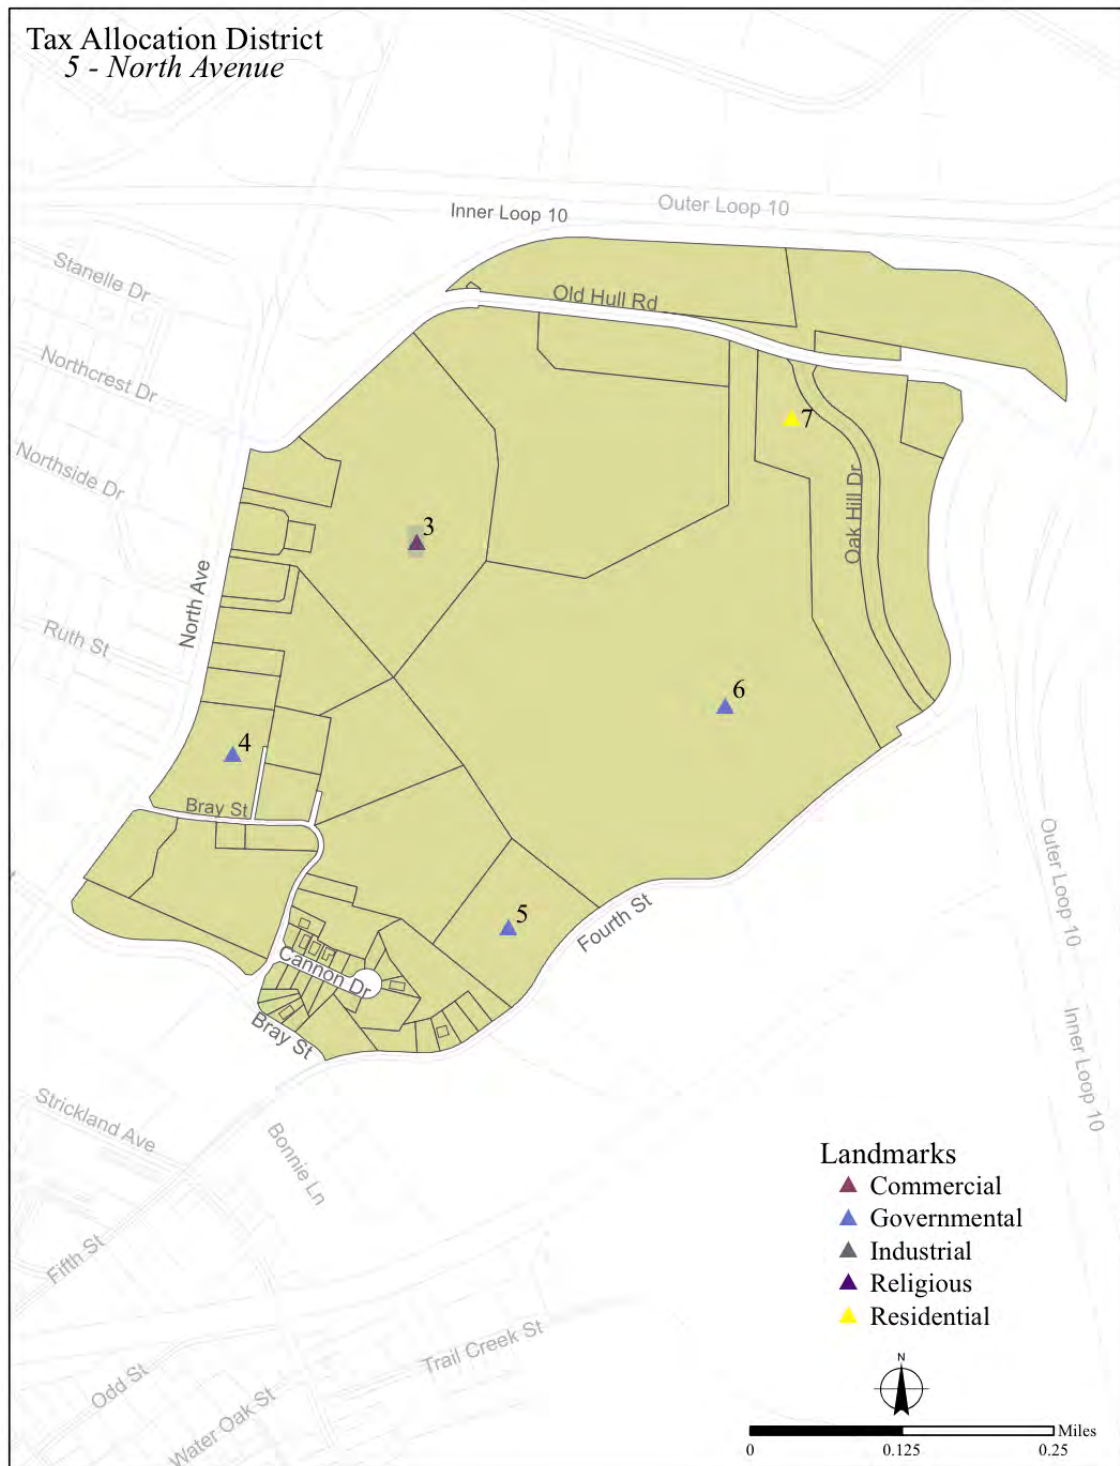 Tax Allocation District
5 - North Avenue
Outer Loop 10
Inner Loop 10
Stanelle Dr
Old Hull Rd
Northcrest Dr
7
Northside Dr
Oak Hill Dr
3
North Ave
Ruth St
6
4
Bray St
Outer Loop 10
5
Fourth St
Cannon Dr
Bray St
Inner Loop 10
Strickland Ave
Bonnie Ln
Landmarks
Commercial
Governmental
Industrial
Religious
Residential
Fifth St
Trail Creek St
Odd St
Water Oak St
N
Miles
0 0.125 0.25